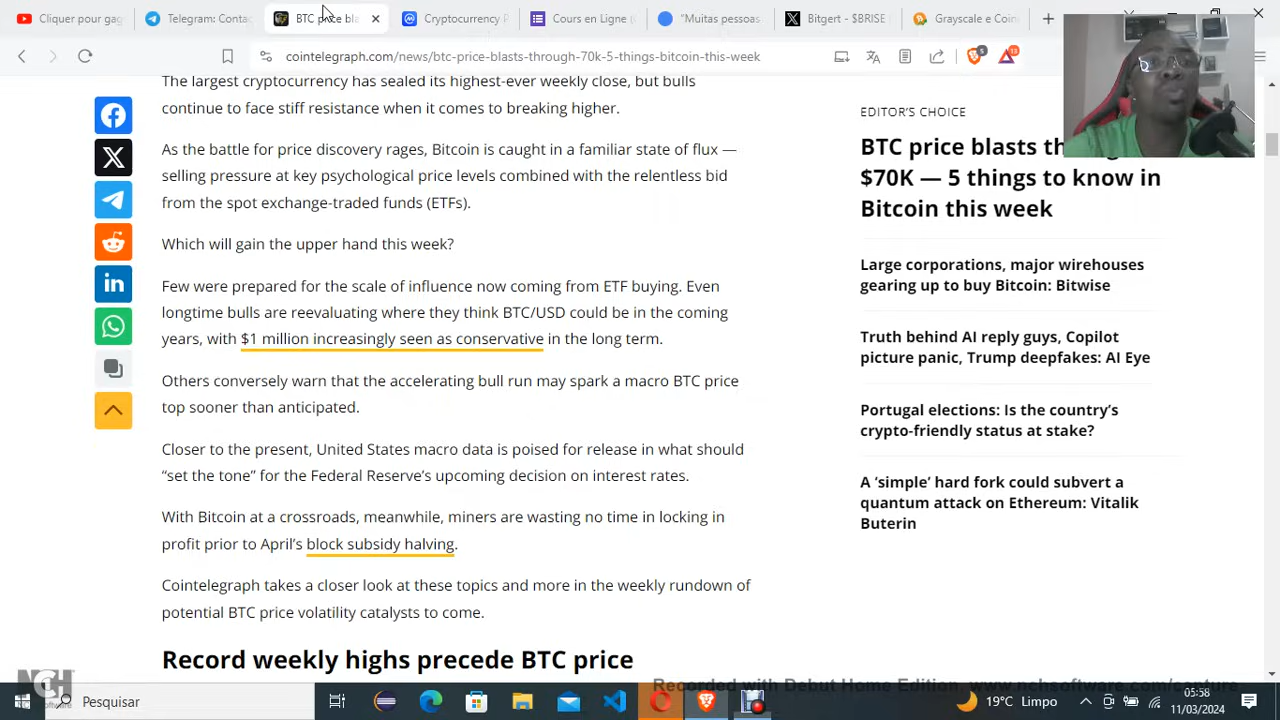 Cliquer pour gag
Telegram: Conta
BTC price bla
Cryptocurrency P
Cours en Ligne (
"Muitas pessoas
Bitgert - $BRISE
Grayscale e Coin
cointelegraph.com/news/btc-price-blasts-through-70k-5-things-bitcoin-this-week
The largest cryptocurrency has sealed its highest-ever weekly close, but bulls
continue to face stiff resistance when it comes to breaking higher.
As the battle for price discovery rages, Bitcoin is caught in a familiar state of flux —
selling pressure at key psychological price levels combined with the relentless bid
from the spot exchange-traded funds (ETFs).
Which will gain the upper hand this week?
Few were prepared for the scale of influence now coming from ETF buying. Even
longtime bulls are reevaluating where they think BTC/USD could be in the coming
years, with $1 million increasingly seen as conservative in the long term.
Others conversely warn that the accelerating bull run may spark a macro BTC price
top sooner than anticipated.
Closer to the present, United States macro data is poised for release in what should
“set the tone” for the Federal Reserve’s upcoming decision on interest rates.
With Bitcoin at a crossroads, meanwhile, miners are wasting no time in locking in
profit prior to April’s block subsidy halving.
Cointelegraph takes a closer look at these topics and more in the weekly rundown of
potential BTC price volatility catalysts to come.
Record weekly highs precede BTC price
EDITOR’S CHOICE
BTC price blasts th
$70K — 5 things to know in
Bitcoin this week
Large corporations, major wirehouses
gearing up to buy Bitcoin: Bitwise
Truth behind AI reply guys, Copilot
picture panic, Trump deepfakes: AI Eye
Portugal elections: Is the country’s
crypto-friendly status at stake?
A ‘simple’ hard fork could subvert a
quantum attack on Ethereum: Vitalik
Buterin
NCH
Recorded with Debut Home Edition. www.nchsoftware.com/capture
Pesquisar
19°C Limpo
05:58
11/03/2024